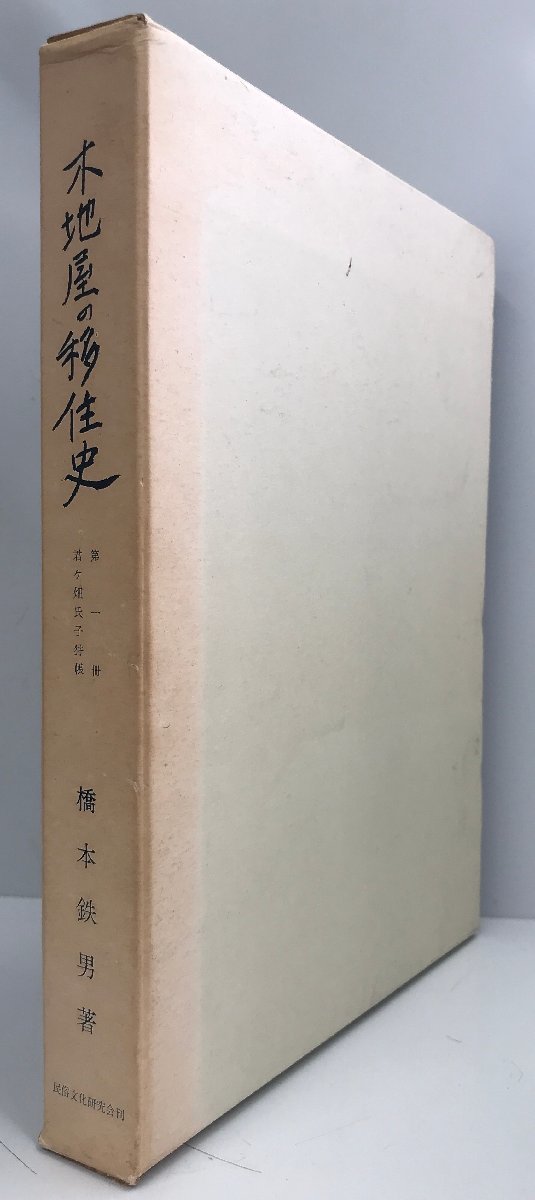 木地屋の移住史
第一冊
君ケ畑氏子狩帳
橋本鉄男著
民俗文化研究会刊